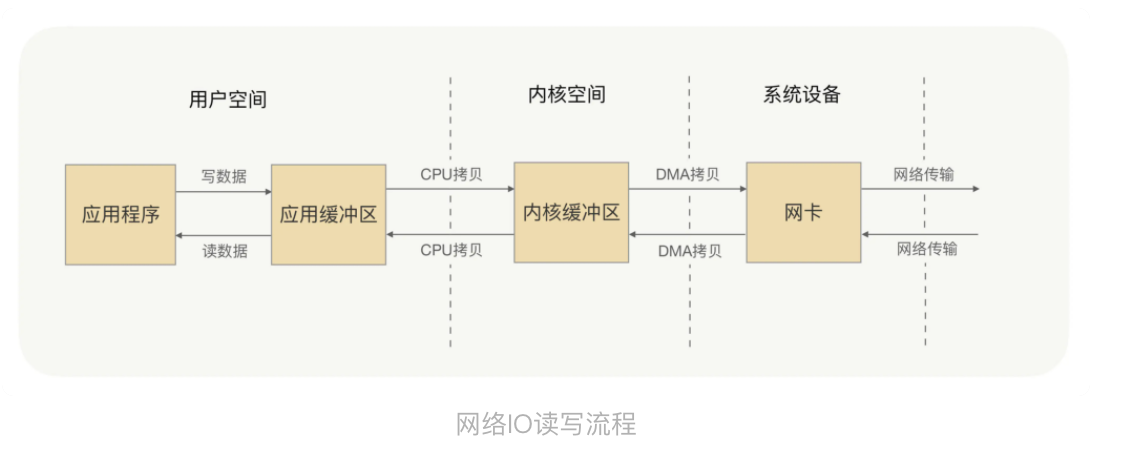 用户空间
内核空间
系统设备
写数据
CPU拷贝
DMA拷贝
网络传输
应用程序
应用缓冲区
内核缓冲区
网卡
读数据
CPU拷贝
DMA拷贝
网络传输
网络IO读写流程